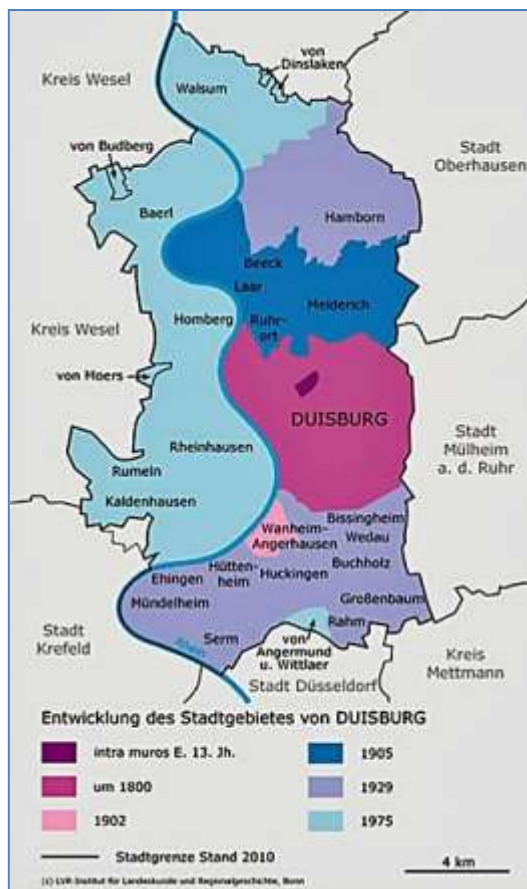 von
Dinslaken
Kreis Wesel
Walsum
von Budberg
Stadt
Oberhausen
Baerl
Hamborn
Beeck
Laar
Meiderich
Homberg
Ruhr-
ort
Kreis Wesel
von Moers
DUISBURG
Stadt
Mülheim
a. d. Ruhr
Rheinhausen
Rumeln
Kaldenhausen
Bissingheim
Wanheim-
Angerhausen
Wedau
Hütten-
heim
Buchholz
Ehingen
Huckingen
Mündelheim
Großenbaum
Rahm
Serm
von
Angermund
u. Wittlaer
Rhein
Stadt
Krefeld
Kreis
Mettmann
Stadt Düsseldorf
Entwicklung des Stadtgebietes von DUISBURG
intra muros E. 13. Jh.
1905
um 1800
1929
1902
1975
Stadtgrenze Stand 2010
4 km
(c) LVR-Institut für Landeskunde und Regionalgeschichte, Bonn